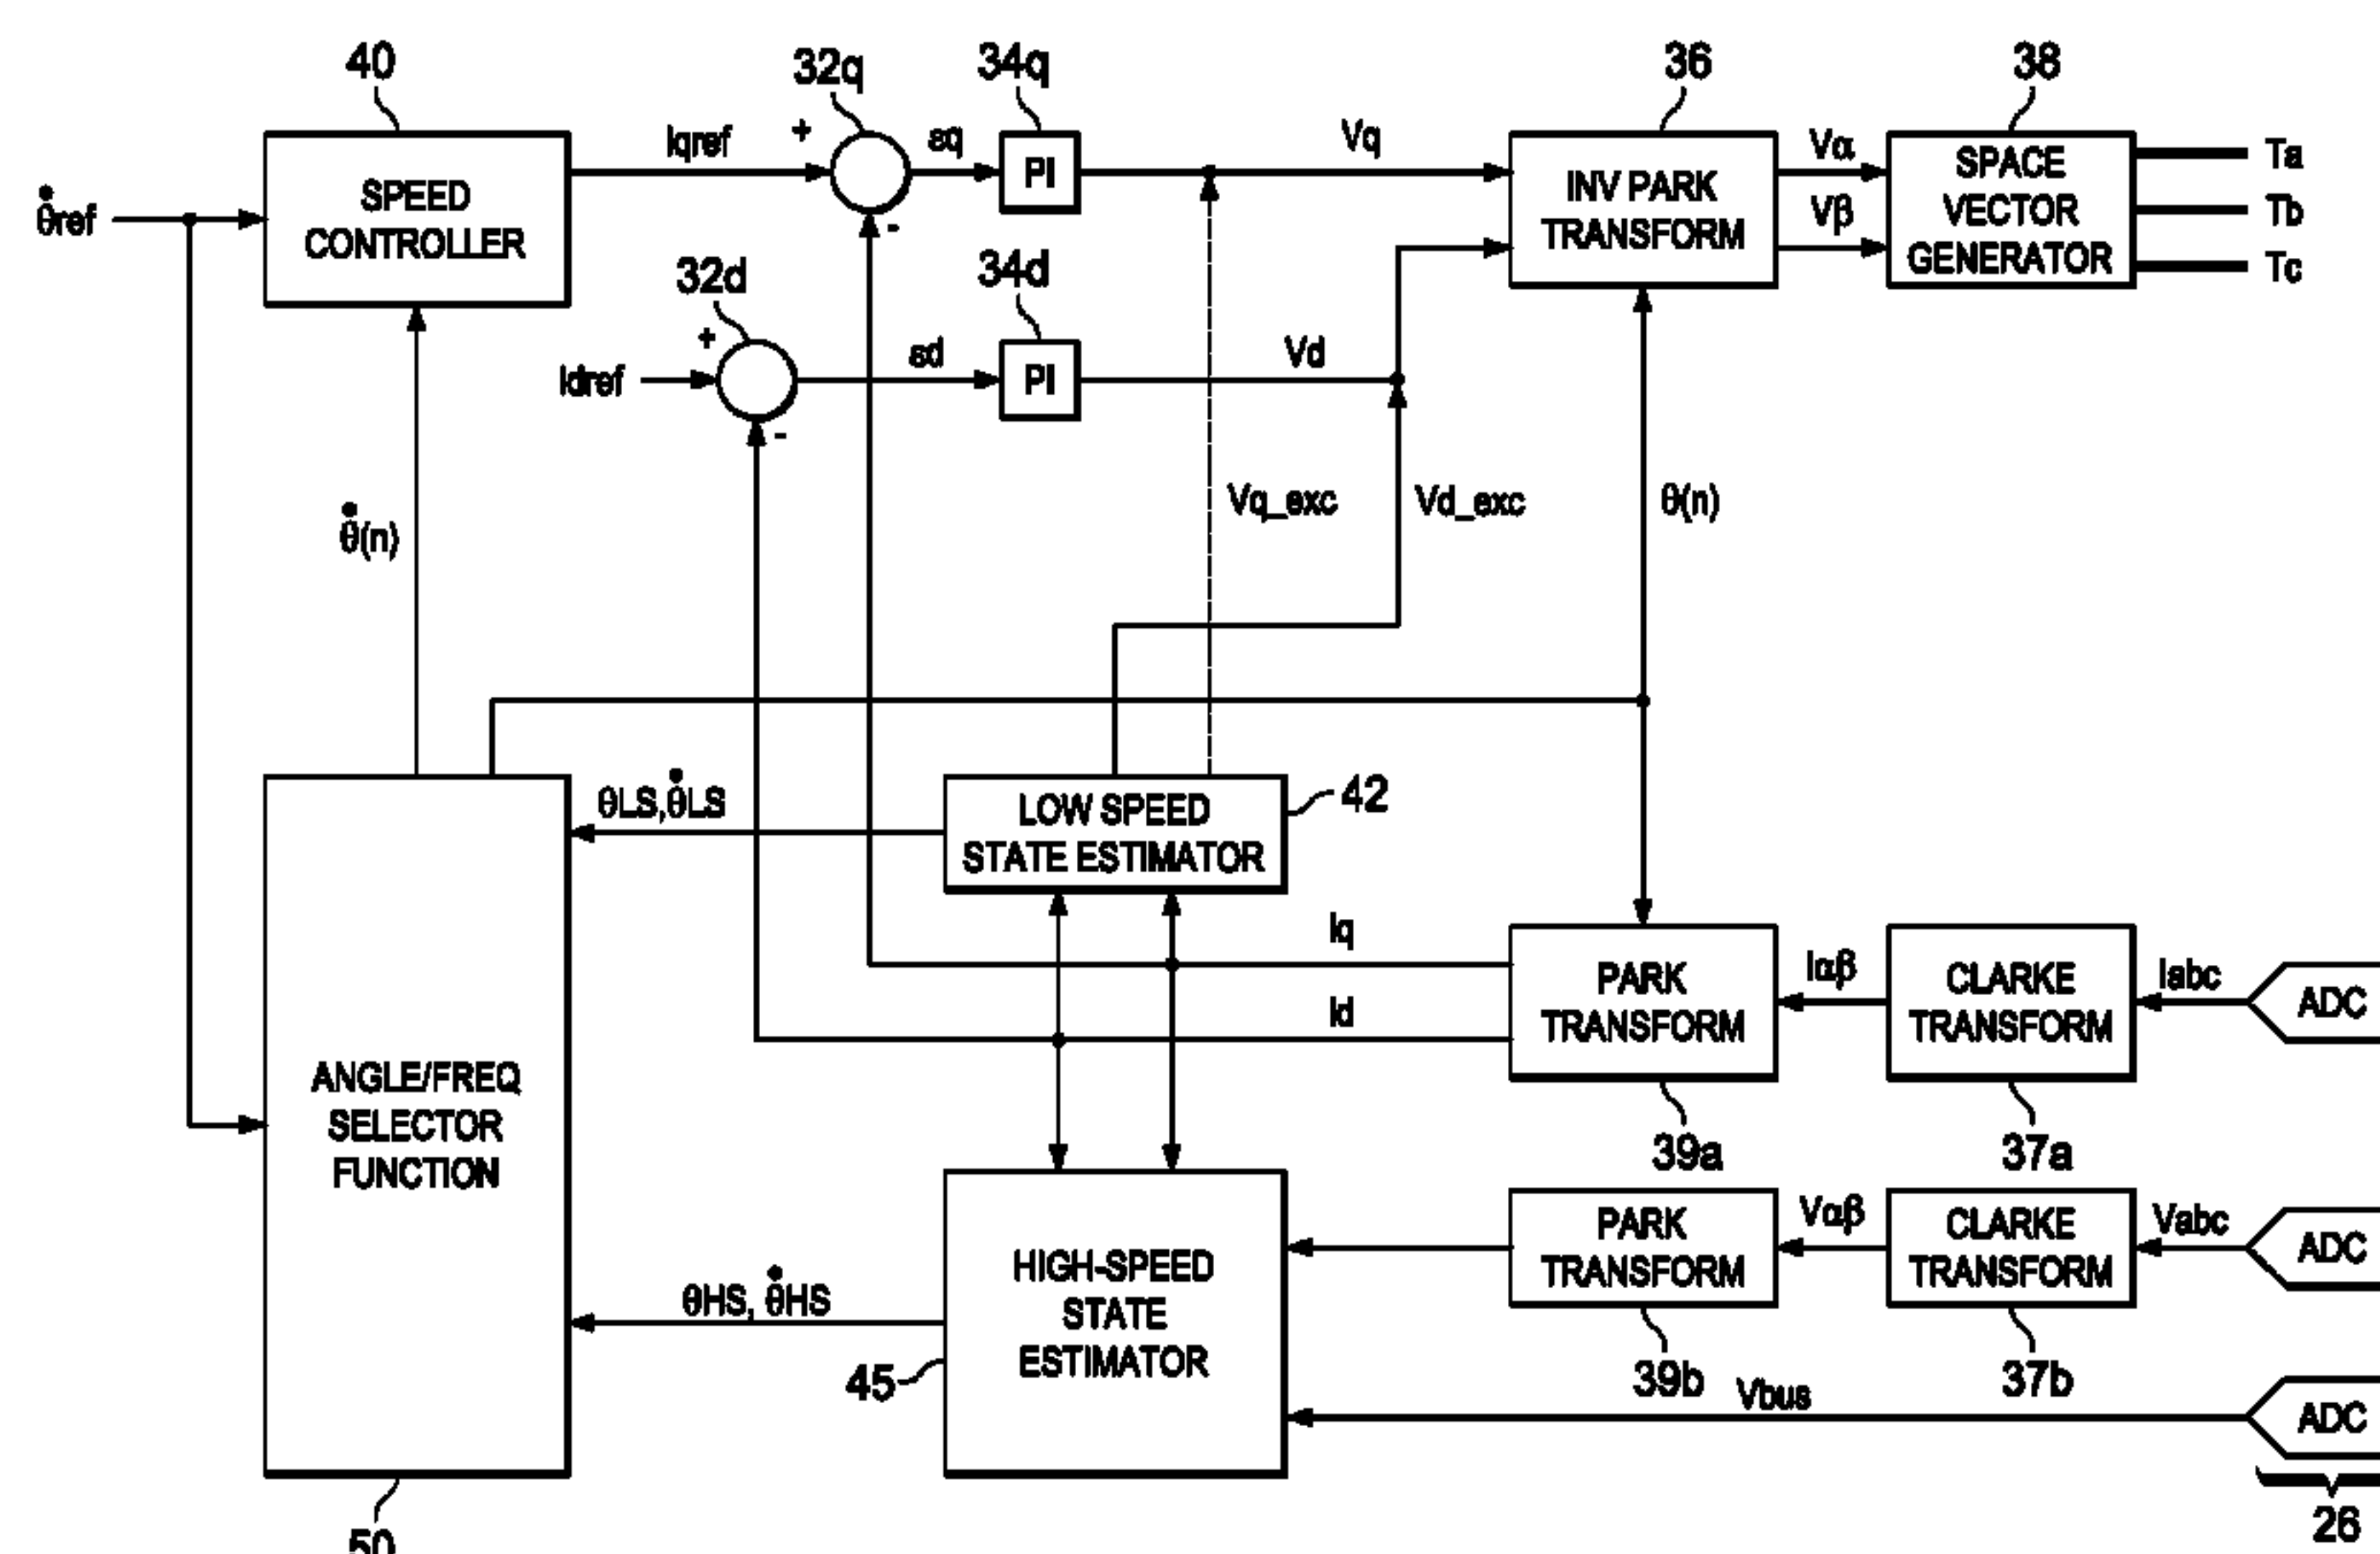 40
32q
34q
36
38
Iqref
+
aq
PI
Vq
Vα
Vβ
INV PARK
TRANSFORM
SPACE
VECTOR
GENERATOR
Ta
Tb
Tc
θ̇ref
SPEED
CONTROLLER
-
32d
34d
+
Idref
ad
PI
Vd
-
θ̇(n)
Vq_exc
Vd_exc
θ(n)
θLS,θ̇LS
LOW SPEED
STATE ESTIMATOR
42
Iq
Id
PARK
TRANSFORM
Iαβ
CLARKE
TRANSFORM
Iabc
ADC
39a
37a
ANGLE/FREQ
SELECTOR
FUNCTION
HIGH-SPEED
STATE
ESTIMATOR
PARK
TRANSFORM
Vαβ
CLARKE
TRANSFORM
Vabc
ADC
θHS, θ̇HS
45
39b
37b
Vbus
ADC
26
50